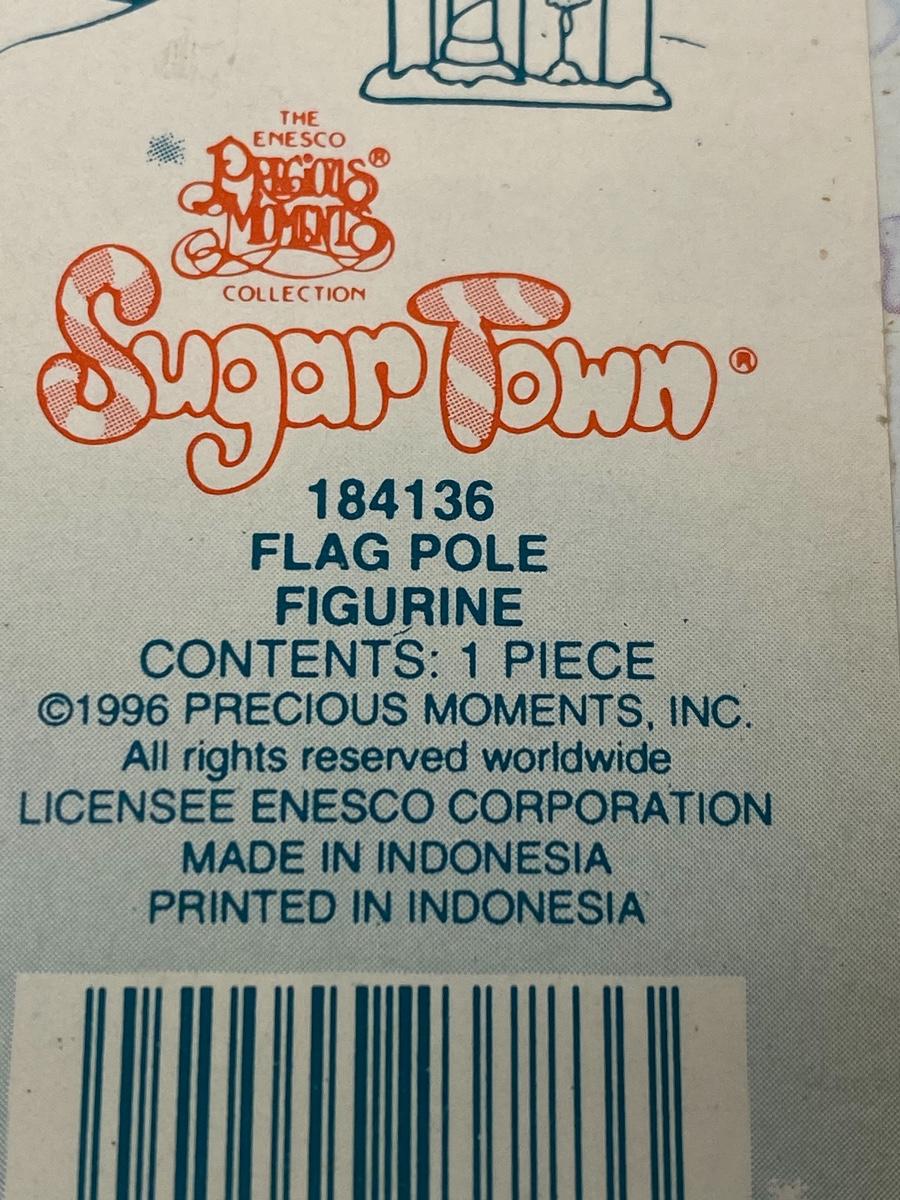 THE
ENESCO
PRECIOUS®
MOMENTS
COLLECTION
Sugar Town®
184136
FLAG POLE
FIGURINE
CONTENTS: 1 PIECE
©1996 PRECIOUS MOMENTS, INC.
All rights reserved worldwide
LICENSEE ENESCO CORPORATION
MADE IN INDONESIA
PRINTED IN INDONESIA